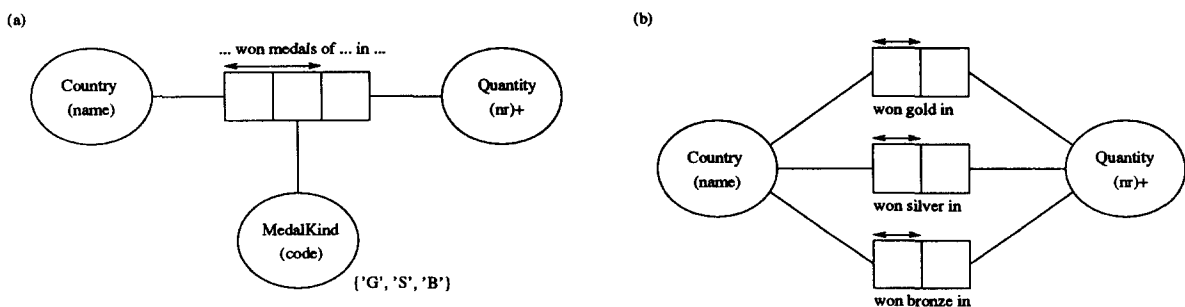 (a)
... won medals of ... in ...
Country
(name)
Quantity
(nr)+
MedalKind
(code)
{'G', 'S', 'B'}
(b)
won gold in
Country
(name)
Quantity
(nr)+
won silver in
won bronze in